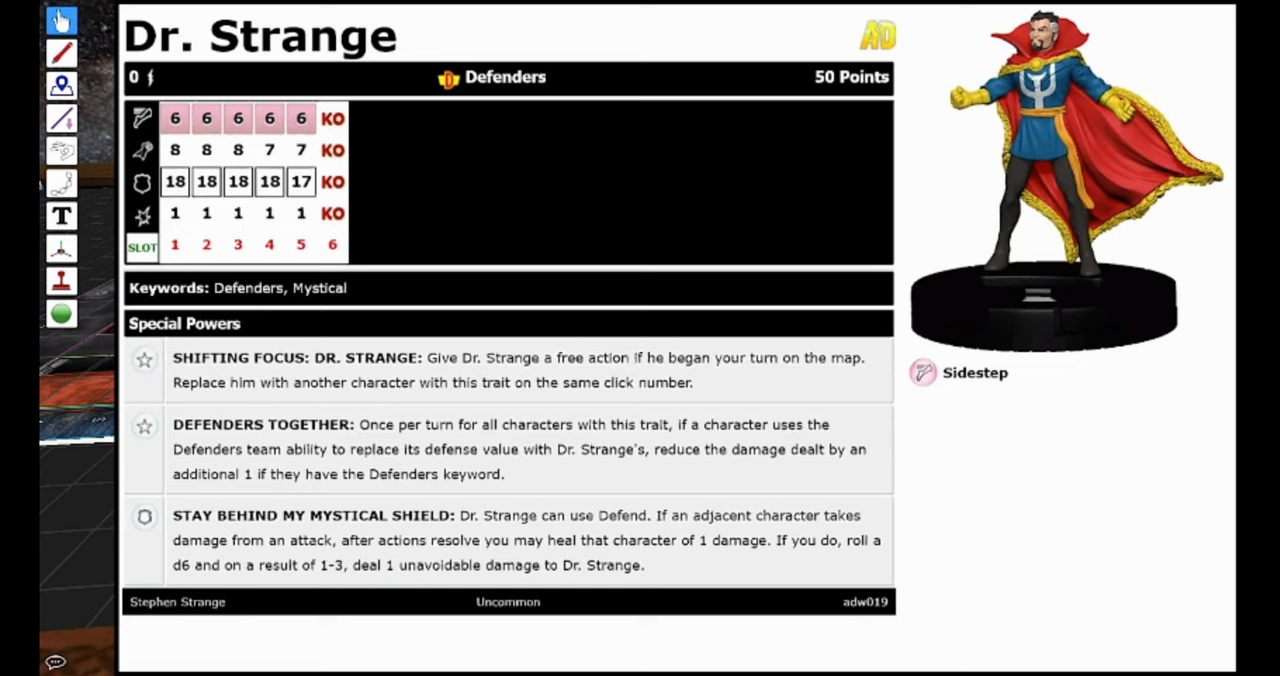 Dr. Strange
AD
0 Defenders 50 Points
6 6 6 6 6 KO
8 8 8 7 7 KO
18 18 18 18 17 KO
1 1 1 1 1 KO
SLOT 1 2 3 4 5 6
Keywords: Defenders, Mystical
Special Powers
SHIFTING FOCUS: DR. STRANGE: Give Dr. Strange a free action if he began your turn on the map.
Replace him with another character with this trait on the same click number.
Sidestep
DEFENDERS TOGETHER: Once per turn for all characters with this trait, if a character uses the
Defenders team ability to replace its defense value with Dr. Strange's, reduce the damage dealt by an
additional 1 if they have the Defenders keyword.
STAY BEHIND MY MYSTICAL SHIELD: Dr. Strange can use Defend. If an adjacent character takes
damage from an attack, after actions resolve you may heal that character of 1 damage. If you do, roll a
d6 and on a result of 1-3, deal 1 unavoidable damage to Dr. Strange.
Stephen Strange Uncommon adw019
T